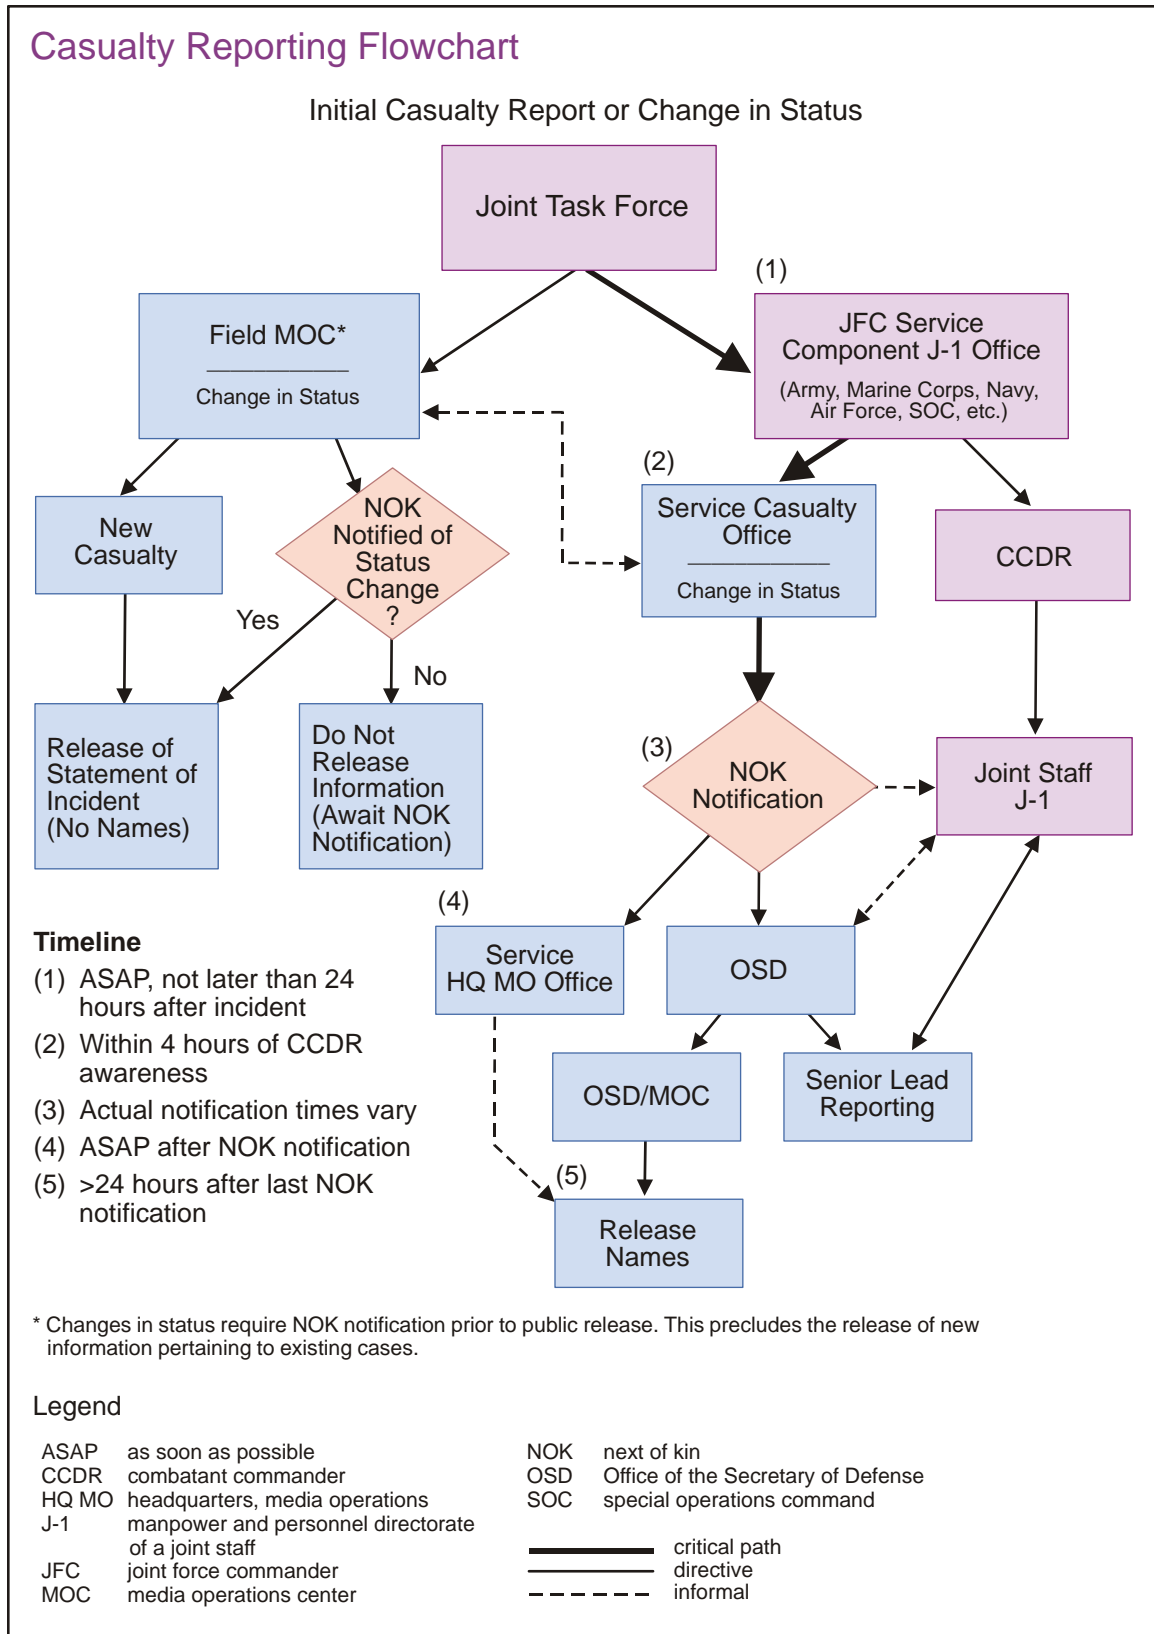 Casualty Reporting Flowchart
Initial Casualty Report or Change in Status
Joint Task Force
(1)
Field MOC*
Change in Status
JFC Service
Component J-1 Office
(Army, Marine Corps, Navy,
Air Force, SOC, etc.)
(2)
New
Casualty
NOK
Notified of
Status
Change
?
Service Casualty
Office
Change in Status
CCDR
Yes
No
Release of
Statement of
Incident
(No Names)
Do Not
Release
Information
(Await NOK
Notification)
(3)
NOK
Notification
Joint Staff
J-1
(4)
Service
HQ MO Office
OSD
OSD/MOC
Senior Lead
Reporting
(5)
Release
Names
Timeline
(1) ASAP, not later than 24
hours after incident
(2) Within 4 hours of CCDR
awareness
(3) Actual notification times vary
(4) ASAP after NOK notification
(5) >24 hours after last NOK
notification
* Changes in status require NOK notification prior to public release. This precludes the release of new
information pertaining to existing cases.
Legend
ASAP as soon as possible
CCDR combatant commander
HQ MO headquarters, media operations
J-1 manpower and personnel directorate
of a joint staff
JFC joint force commander
MOC media operations center
NOK next of kin
OSD Office of the Secretary of Defense
SOC special operations command
critical path
directive
informal